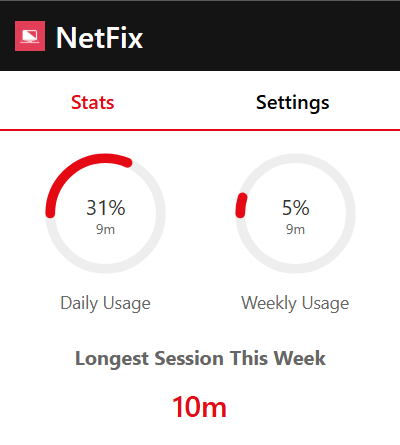 NetFix
Stats Settings
31% 5%
9m 9m
Daily Usage Weekly Usage
Longest Session This Week
10m